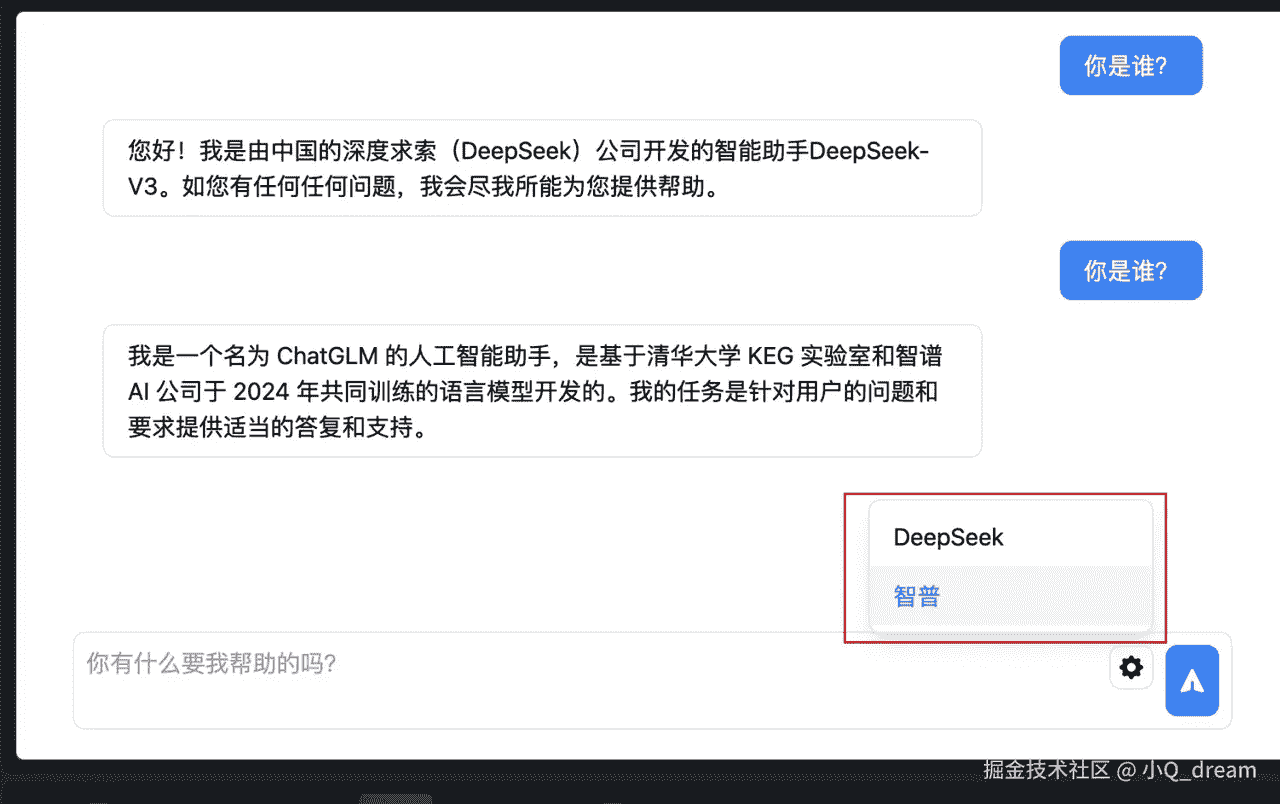 你是谁?
您好！我是由中国的深度求索（DeepSeek）公司开发的智能助手DeepSeek-
V3。如您有任何任何问题，我会尽我所能为您提供帮助。
你是谁?
我是一个名为 ChatGLM 的人工智能助手，是基于清华大学 KEG 实验室和智谱
AI 公司于 2024 年共同训练的语言模型开发的。我的任务是针对用户的问题和
要求提供适当的答复和支持。
DeepSeek
智普
你有什么要我帮助的吗?
掘金技术社区 @ 小Q_dream